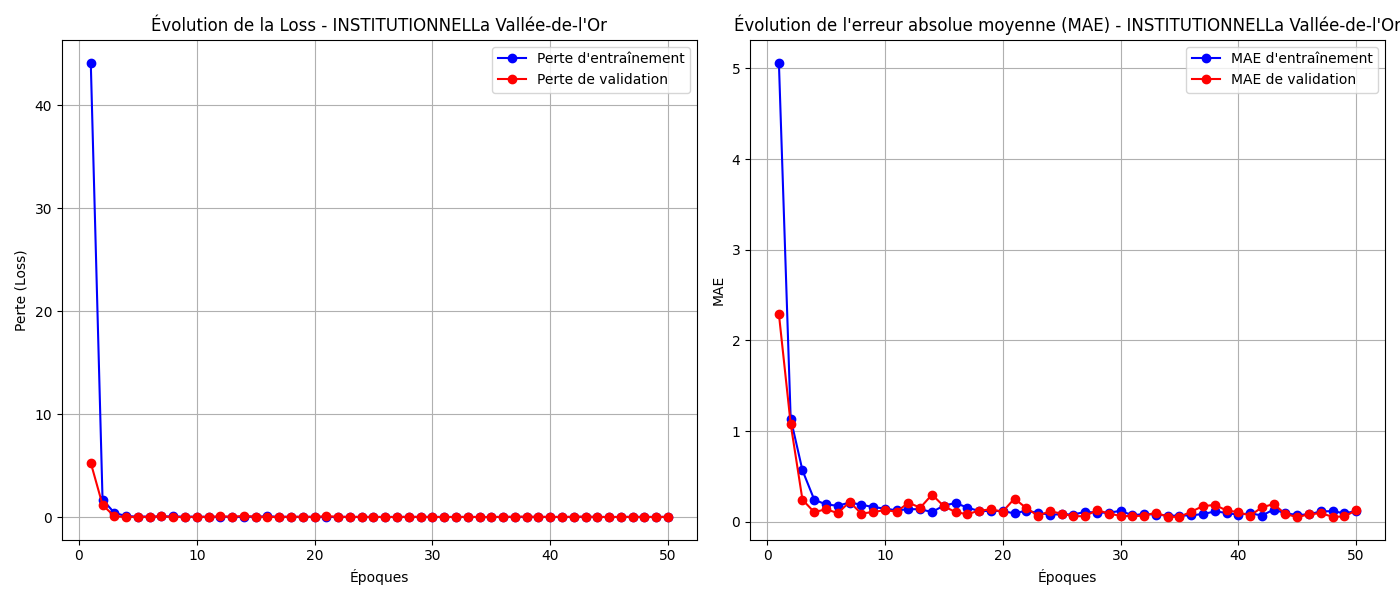 Évolution de la Loss - INSTITUTIONNELLa Vallée-de-l'Or
Perte d'entraînement
Perte de validation
Perte (Loss)
40
30
20
10
0
0 10 20 30 40 50
Époques
Évolution de l'erreur absolue moyenne (MAE) - INSTITUTIONNELLa Vallée-de-l'Or
MAE d'entraînement
MAE de validation
MAE
5
4
3
2
1
0
0 10 20 30 40 50
Époques